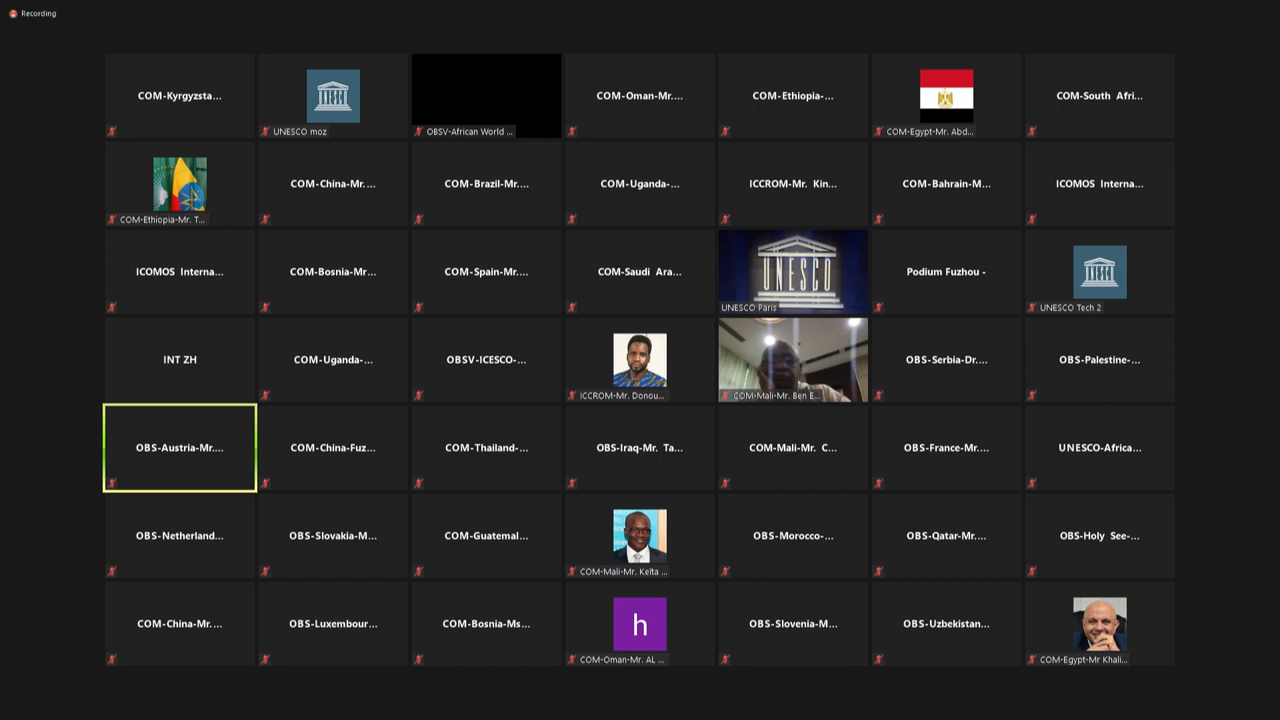 Recording
COM-Kyrgyzsta...
UNESCO moz
OBSV-African World ...
COM-Oman-Mr....
COM-Ethiopia-...
COM-Egypt-Mr. Abd...
COM-South Afri...
COM-Ethiopia-Mr. T...
COM-China-Mr....
COM-Brazil-Mr....
COM-Uganda-...
ICCROM-Mr. Kin...
COM-Bahrain-M...
ICOMOS Interna...
ICOMOS Interna...
COM-Bosnia-Mr...
COM-Spain-Mr....
COM-Saudi Ara...
UNESCO
UNESCO Paris
Podium Fuzhou -
UNESCO Tech 2
INT ZH
COM-Uganda-...
OBSV-ICESCO-...
ICCROM-Mr. Donou...
COM-Mali-Mr. Ben E...
OBS-Serbia-Dr....
OBS-Palestine-...
OBS-Austria-Mr....
COM-China-Fuz...
COM-Thailand-...
OBS-Iraq-Mr. Ta...
COM-Mali-Mr. C...
OBS-France-Mr....
UNESCO-Africa...
OBS-Netherland...
OBS-Slovakia-M...
COM-Guatemal...
COM-Mali-Mr. Keïta ...
OBS-Morocco-...
OBS-Qatar-Mr....
OBS-Holy See-...
COM-China-Mr....
OBS-Luxembour...
COM-Bosnia-Ms...
h
COM-Oman-Mr. AL ...
OBS-Slovenia-M...
OBS-Uzbekistan...
COM-Egypt-Mr Khali...